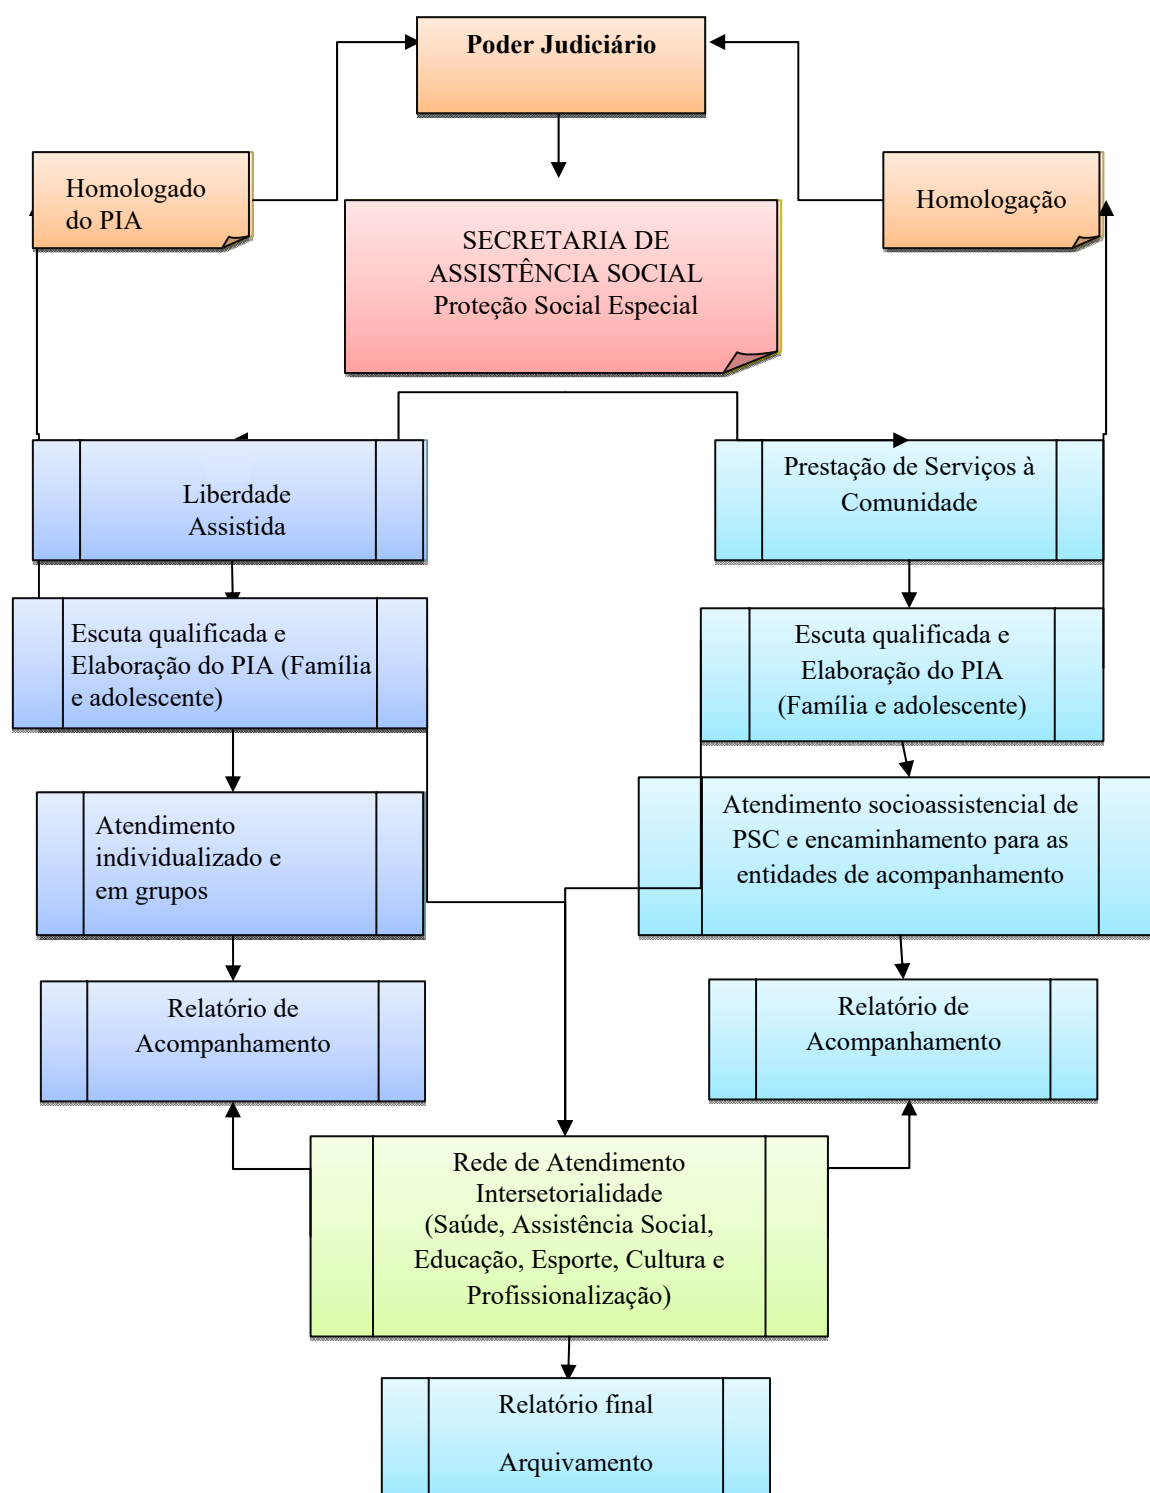 Poder Judiciário
Homologado
do PIA
Homologação
SECRETARIA DE
ASSISTÊNCIA SOCIAL
Proteção Social Especial
Liberdade
Assistida
Prestação de Serviços à
Comunidade
Escuta qualificada e
Elaboração do PIA (Família
e adolescente)
Escuta qualificada e
Elaboração do PIA
(Família e adolescente)
Atendimento
individualizado e
em grupos
Atendimento socioassistencial de
PSC e encaminhamento para as
entidades de acompanhamento
Relatório de
Acompanhamento
Relatório de
Acompanhamento
Rede de Atendimento
Intersetorialidade
(Saúde, Assistência Social,
Educação, Esporte, Cultura e
Profissionalização)
Relatório final
Arquivamento